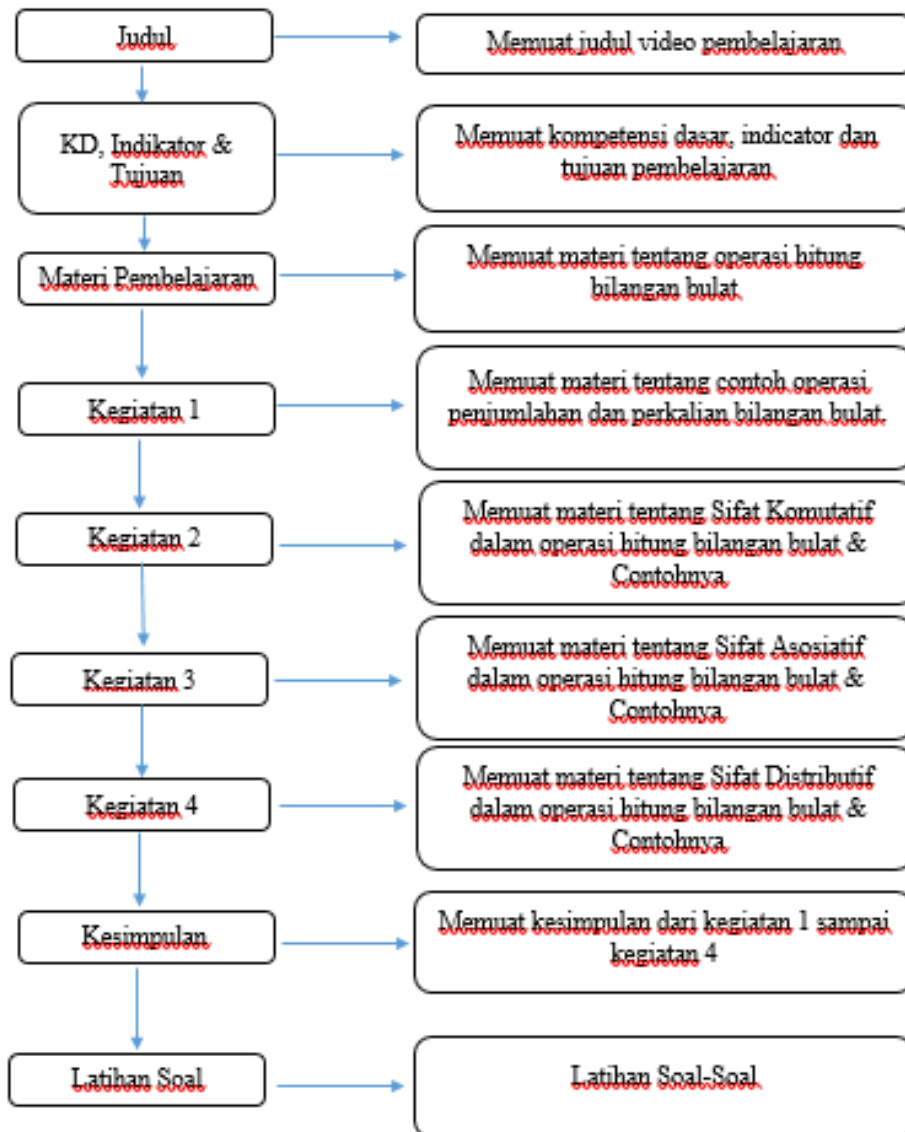 Judul
Memuat judul video pembelajaran
KD, Indikator &
Tujuan
Memuat kompetensi dasar, indicator dan
tujuan pembelajaran
Materi Pembelajaran
Memuat materi tentang operasi hitung
bilangan bulat
Kegiatan 1
Memuat materi tentang contoh operasi
penjumlahan dan perkalian bilangan bulat.
Kegiatan 2
Memuat materi tentang Sifat Komutatif
dalam operasi hitung bilangan bulat &
Contohnya
Kegiatan 3
Memuat materi tentang Sifat Asosiatif
dalam operasi hitung bilangan bulat &
Contohnya
Kegiatan 4
Memuat materi tentang Sifat Distributif
dalam operasi hitung bilangan bulat &
Contohnya
Kesimpulan
Memuat kesimpulan dari kegiatan 1 sampai
kegiatan 4
Latihan Soal
Latihan Soal-Soal